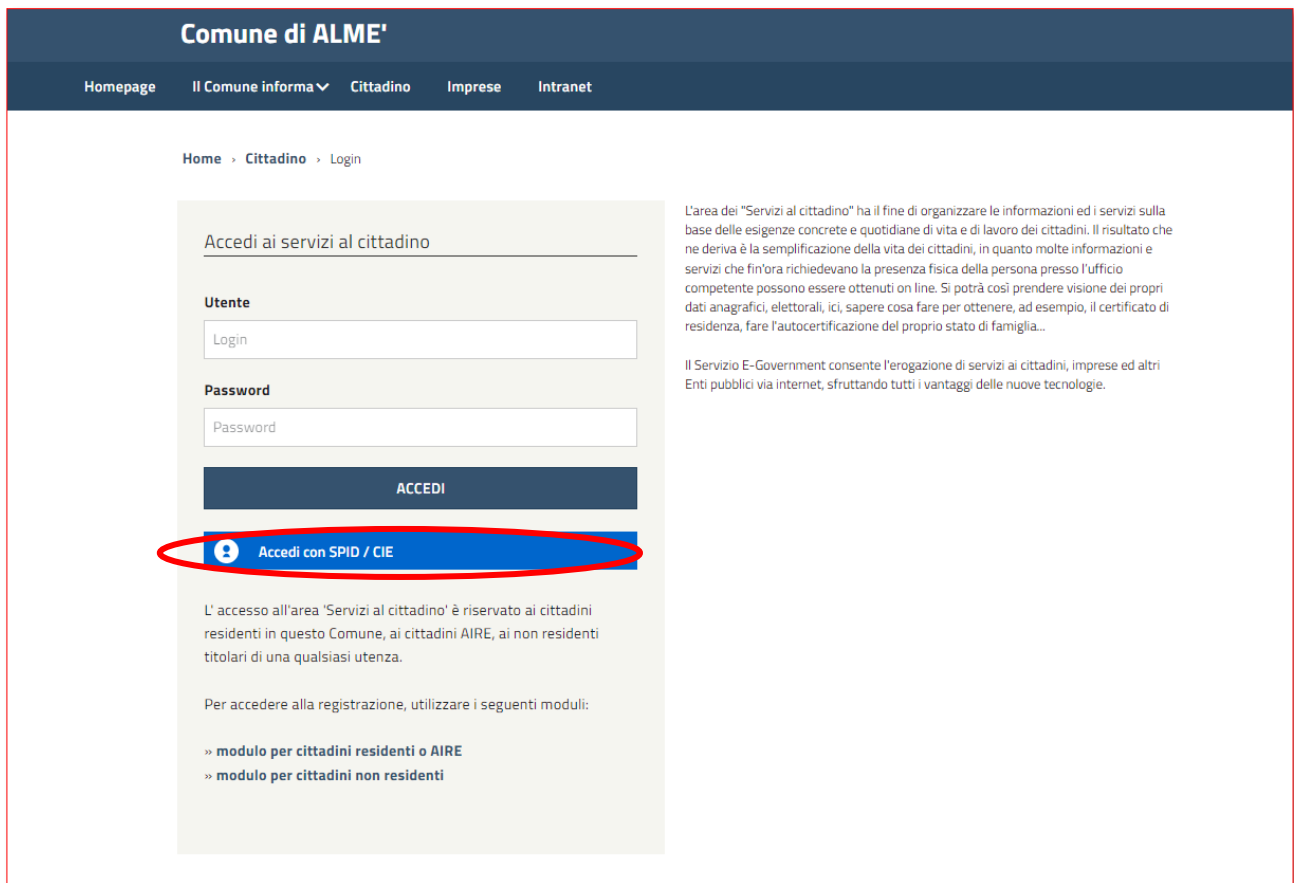 Comune di ALME'
Homepage Il Comune informa Cittadino Imprese Intranet
Home › Cittadino › Login
Accedi ai servizi al cittadino
Utente
Login
Password
Password
ACCEDI
Accedi con SPID / CIE
L' accesso all'area 'Servizi al cittadino' è riservato ai cittadini
residenti in questo Comune, ai cittadini AIRE, ai non residenti
titolari di una qualsiasi utenza.
Per accedere alla registrazione, utilizzare i seguenti moduli:
» modulo per cittadini residenti o AIRE
» modulo per cittadini non residenti
L'area dei "Servizi al cittadino" ha il fine di organizzare le informazioni ed i servizi sulla
base delle esigenze concrete e quotidiane di vita e di lavoro dei cittadini. Il risultato che
ne deriva è la semplificazione della vita dei cittadini, in quanto molte informazioni e
servizi che fin'ora richiedevano la presenza fisica della persona presso l'ufficio
competente possono essere ottenuti on line. Si potrà così prendere visione dei propri
dati anagrafici, elettorali, ici, sapere cosa fare per ottenere, ad esempio, il certificato di
residenza, fare l'autocertificazione del proprio stato di famiglia...
Il Servizio E-Government consente l'erogazione di servizi ai cittadini, imprese ed altri
Enti pubblici via internet, sfruttando tutti i vantaggi delle nuove tecnologie.